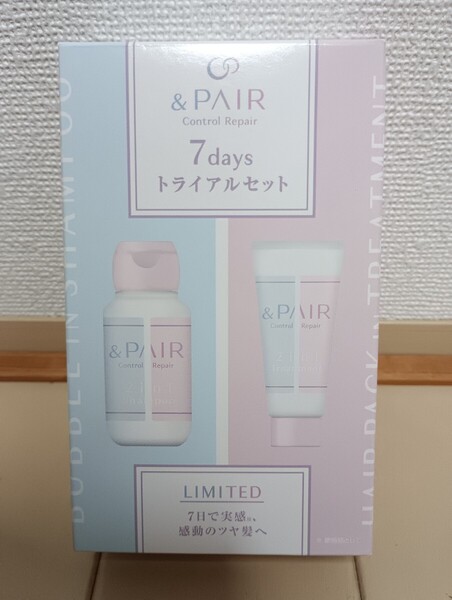 & PAIR
Control Repair
7days
トライアルセット
BUBBLE IN SHAMPOO
HAIR PACK IN TREATMENT
& PAIR
Control Repair
& PAIR
Control Repair
LIMITED
7日で実感
感動のツヤ髪へ